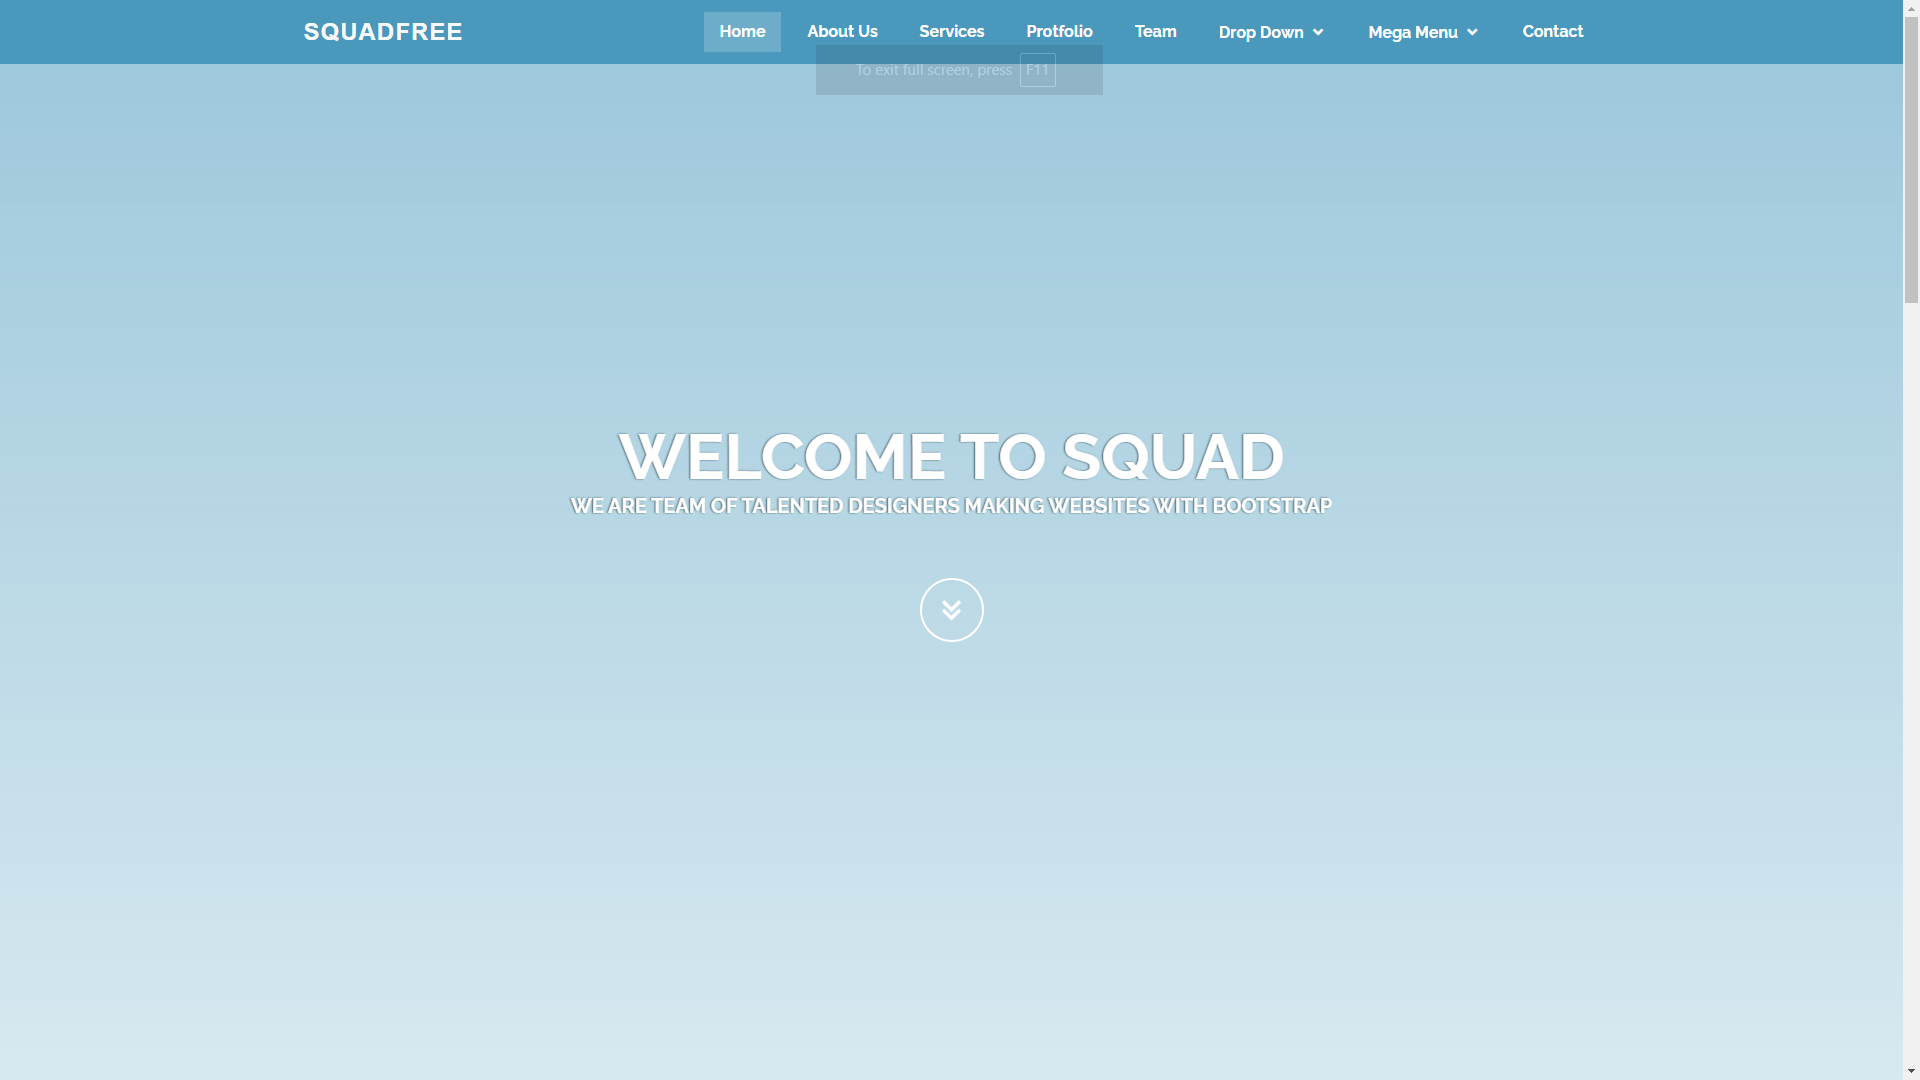 SQUADFREE
Home About Us Services Protfolio Team Drop Down Mega Menu Contact
To exit full screen, press F11
WELCOME TO SQUAD
WE ARE TEAM OF TALENTED DESIGNERS MAKING WEBSITES WITH BOOTSTRAP